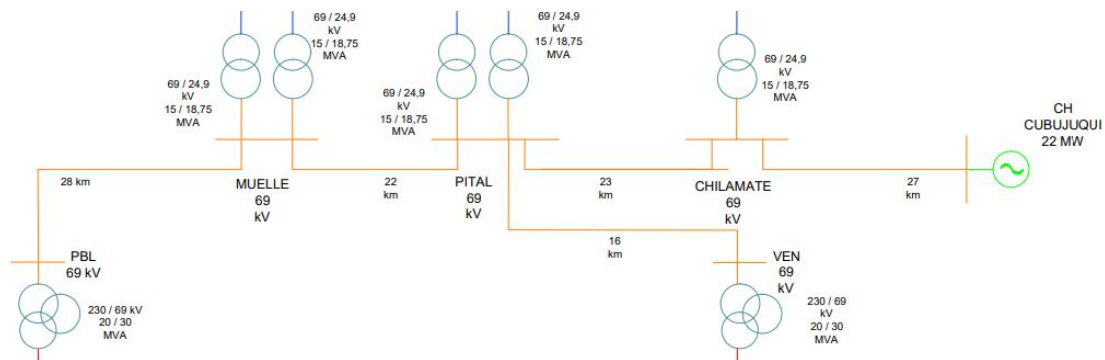 69 / 24,9
kV
15 / 18,75
MVA
69 / 24,9
kV
15 / 18,75
MVA
69 / 24,9
kV
15 / 18,75
MVA
69 / 24,9
kV
15 / 18,75
MVA
69 / 24,9
kV
15 / 18,75
MVA
CH
CUBUJUQUI
22 MW
28 km
MUELLE
69
kV
22
km
PITAL
69
kV
23
km
CHILAMATE
69
kV
27
km
16
km
PBL
69 kV
230 / 69 kV
20 / 30
MVA
VEN
69
kV
230 / 69
kV
20 / 30
MVA